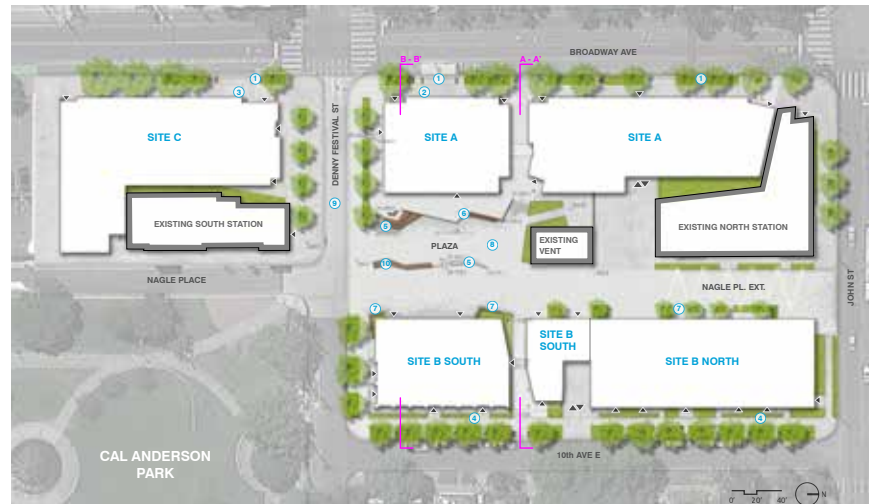 BROADWAY AVE
B - B'
A - A'
1
1
1
3
2
SITE C
DENNY FESTIVAL ST
SITE A
SITE A
9
EXISTING SOUTH STATION
6
PLAZA
8
EXISTING
VENT
EXISTING NORTH STATION
10
5
NAGLE PLACE
NAGLE PL. EXT.
JOHN ST
7
7
7
SITE B SOUTH
SITE B
SOUTH
SITE B NORTH
4
4
CAL ANDERSON
PARK
10th AVE E
0'
20'
40'
N